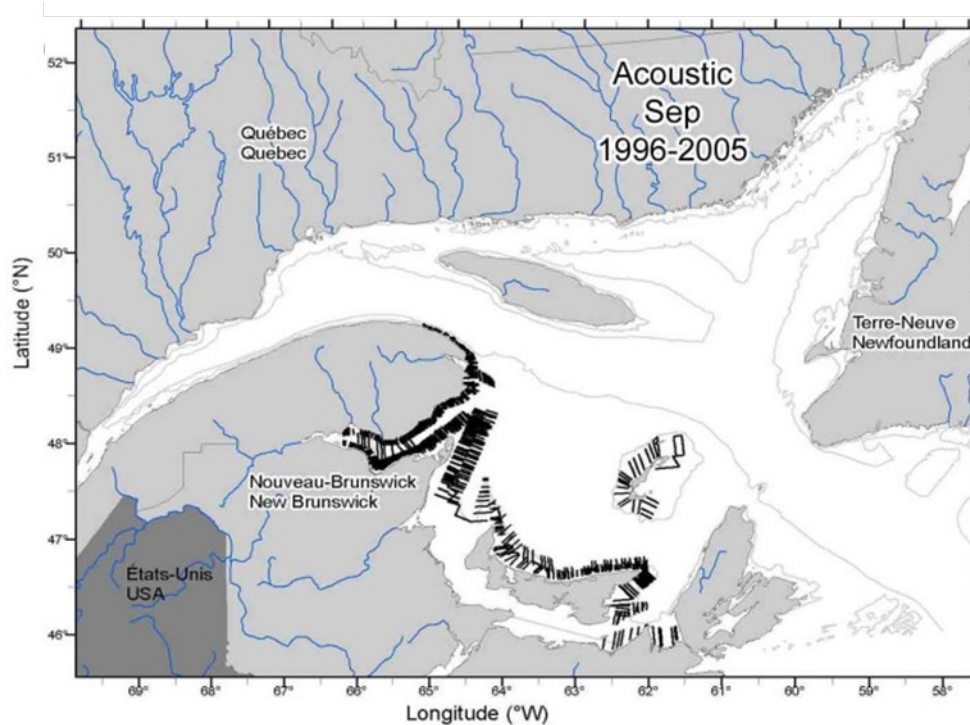 Acoustic
Sep
1996-2005
52°
Québec
Quebec
51°
50°
Terre-Neuve
Newfoundland
49°
48°
Nouveau-Brunswick
New Brunswick
47°
États-Unis
USA
46°
Latitude (°N)
69° 68° 67° 66° 65° 64° 63° 62° 61° 60° 59° 58°
Longitude (°W)